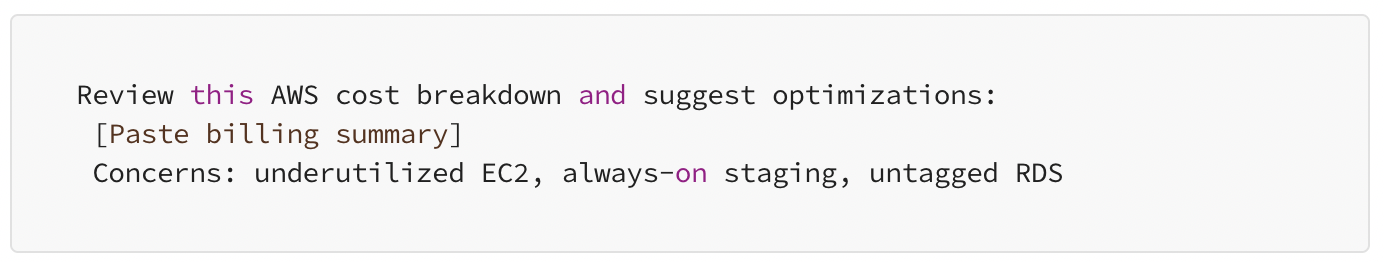 Review this AWS cost breakdown and suggest optimizations:
[Paste billing summary]
Concerns: underutilized EC2, always-on staging, untagged RDS